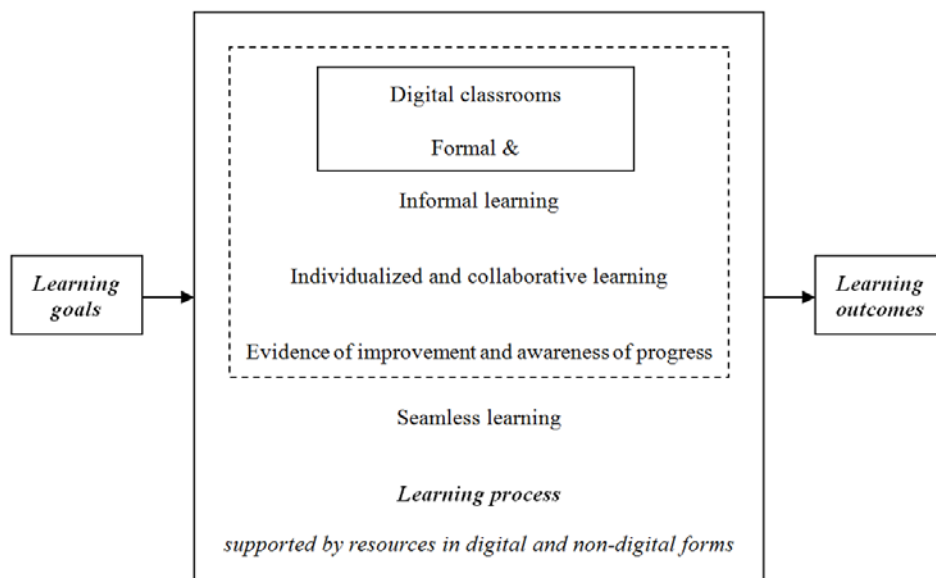 Digital classrooms
Formal &
Informal learning
Learning
goals
Individualized and collaborative learning
Learning
outcomes
Evidence of improvement and awareness of progress
Seamless learning
Learning process
supported by resources in digital and non-digital forms